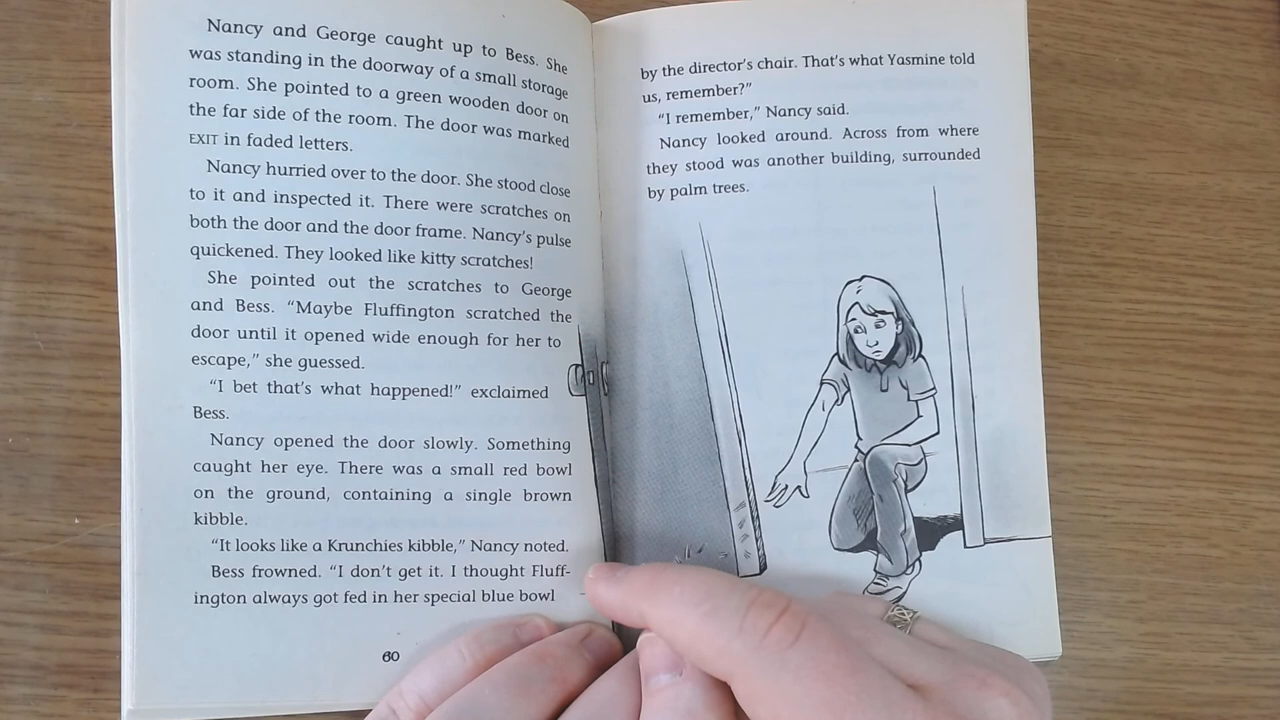 Nancy and George caught up to Bess. She
was standing in the doorway of a small storage
room. She pointed to a green wooden door on
the far side of the room. The door was marked
EXIT in faded letters.
Nancy hurried over to the door. She stood close
to it and inspected it. There were scratches on
both the door and the door frame. Nancy's pulse
quickened. They looked like kitty scratches!
She pointed out the scratches to George
and Bess. “Maybe Fluffington scratched the
door until it opened wide enough for her to
escape,” she guessed.
“I bet that's what happened!” exclaimed
Bess.
Nancy opened the door slowly. Something
caught her eye. There was a small red bowl
on the ground, containing a single brown
kibble.
“It looks like a Krunchies kibble,” Nancy noted.
Bess frowned. “I don't get it. I thought Fluff-
ington always got fed in her special blue bowl
60
by the director's chair. That's what Yasmine told
us, remember?”
“I remember,” Nancy said.
Nancy looked around. Across from where
they stood was another building, surrounded
by palm trees.